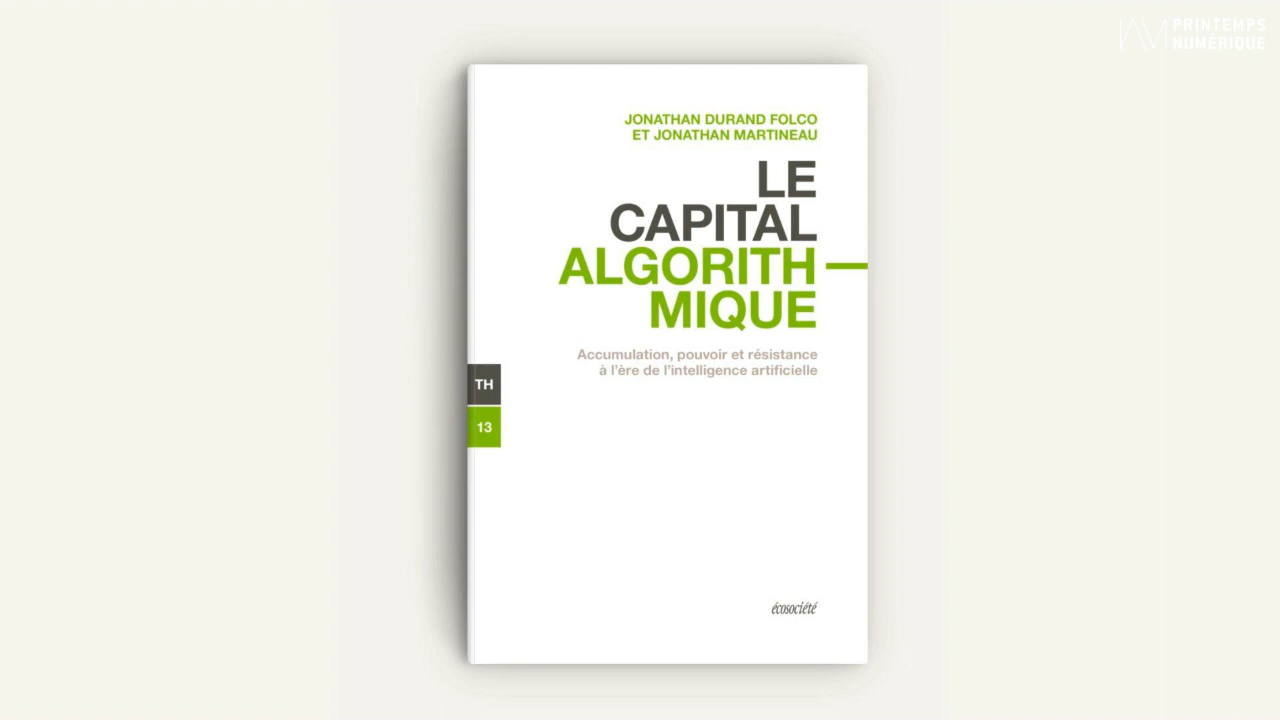 PRINTEMPS
NUMÉRIQUE
JONATHAN DURAND FOLCO
ET JONATHAN MARTINEAU
LE
CAPITAL
ALGORITH—
MIQUE
Accumulation, pouvoir et résistance
à l'ère de l'intelligence artificielle
TH
13
écosociété